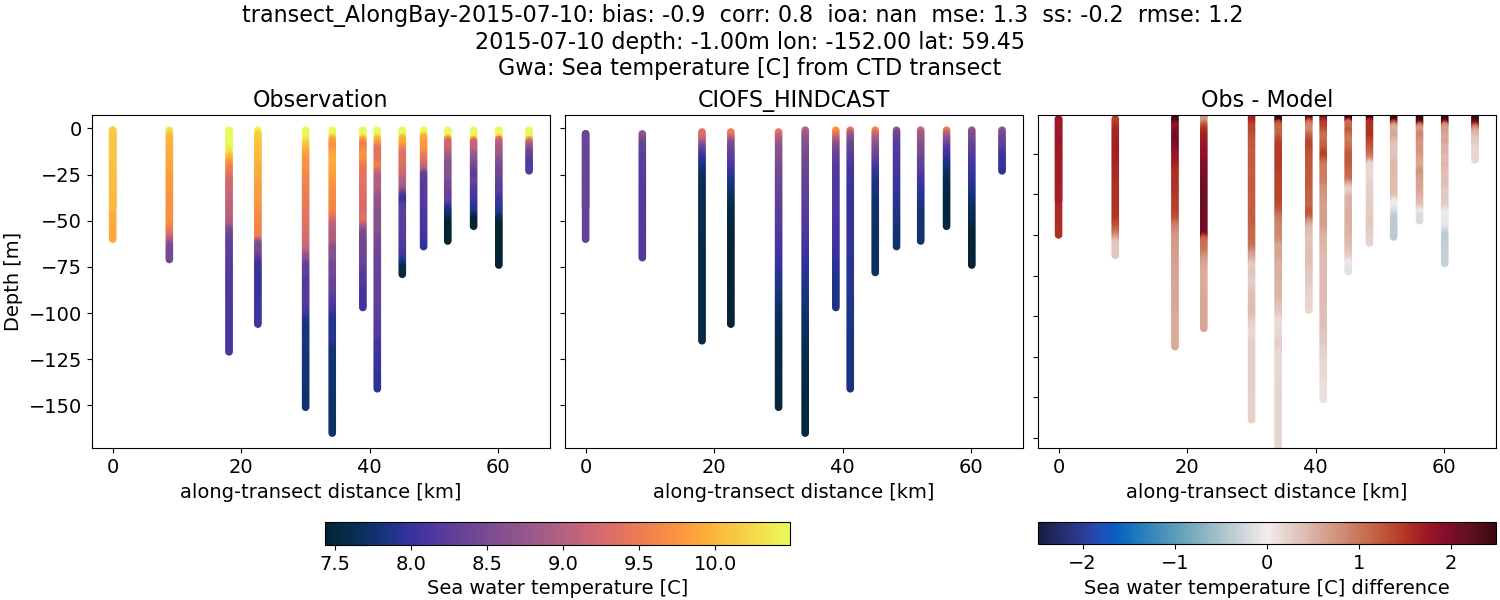 transect_AlongBay-2015-07-10: bias: -0.9  corr: 0.8  ioa: nan  mse: 1.3  ss: -0.2  rmse: 1.2
2015-07-10 depth: -1.00m lon: -152.00 lat: 59.45
Gwa: Sea temperature [C] from CTD transect
Observation
CIOFS_HINDCAST
Obs - Model
Depth [m]
0
−25
−50
−75
−100
−125
−150
0 20 40 60
0 20 40 60
0 20 40 60
along-transect distance [km]
along-transect distance [km]
along-transect distance [km]
7.5 8.0 8.5 9.0 9.5 10.0
Sea water temperature [C]
−2 −1 0 1 2
Sea water temperature [C] difference